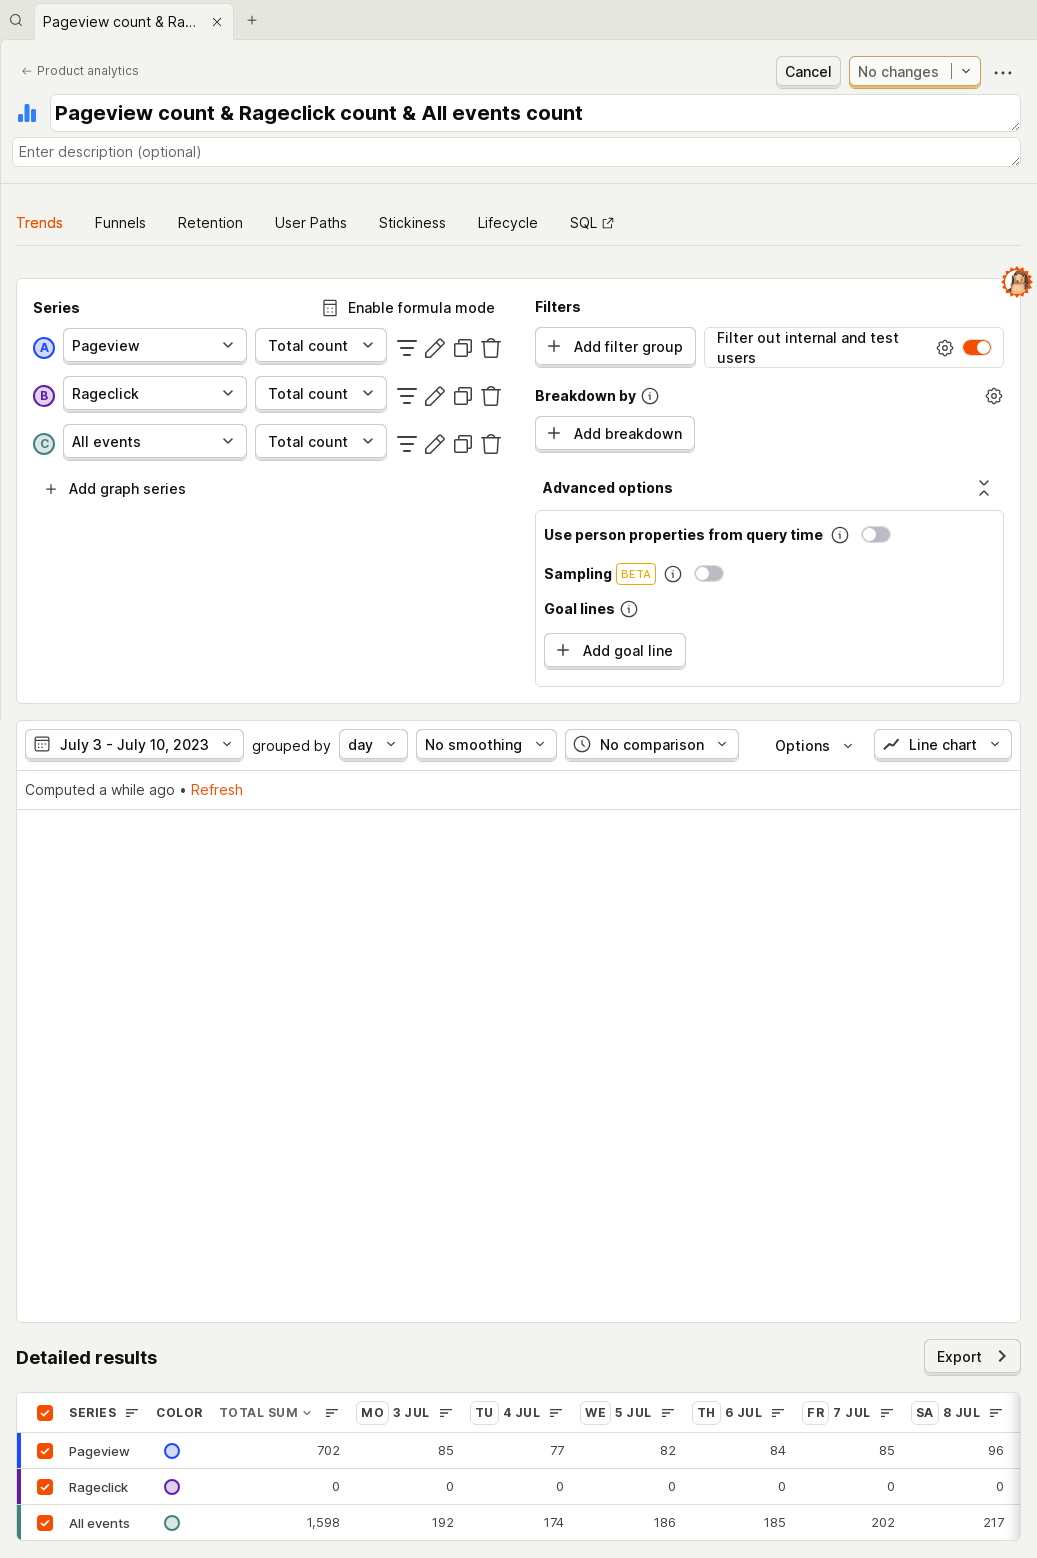 Pageview count & Ra...
Product analytics
Cancel
No changes
Pageview count & Rageclick count & All events count
Enter description (optional)
Trends Funnels Retention User Paths Stickiness Lifecycle SQL
Series Enable formula mode
A Pageview Total count
B Rageclick Total count
C All events Total count
Add graph series
Filters
Add filter group
Filter out internal and test
users
Breakdown by
Add breakdown
Advanced options
Use person properties from query time
Sampling BETA
Goal lines
Add goal line
July 3 - July 10, 2023 grouped by day No smoothing No comparison Options Line chart
Computed a while ago • Refresh
Detailed results Export
SERIES COLOR TOTAL SUM MO 3 JUL TU 4 JUL WE 5 JUL TH 6 JUL FR 7 JUL SA 8 JUL
Pageview 702 85 77 82 84 85 96
Rageclick 0 0 0 0 0 0 0
All events 1,598 192 174 186 185 202 217